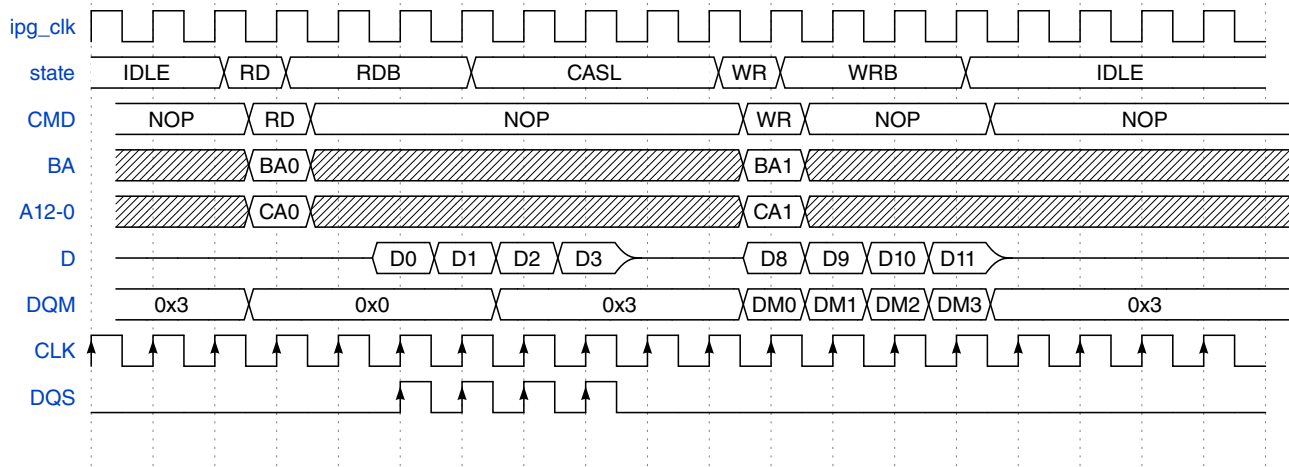 ipg_clk
state IDLE RD RDB CASL WR WRB IDLE
CMD NOP RD NOP WR NOP NOP
BA BA0 BA1
A12-0 CA0 CA1
D D0 D1 D2 D3 D8 D9 D10 D11
DQM 0x3 0x0 0x3 DM0 DM1 DM2 DM3 0x3
CLK
DQS